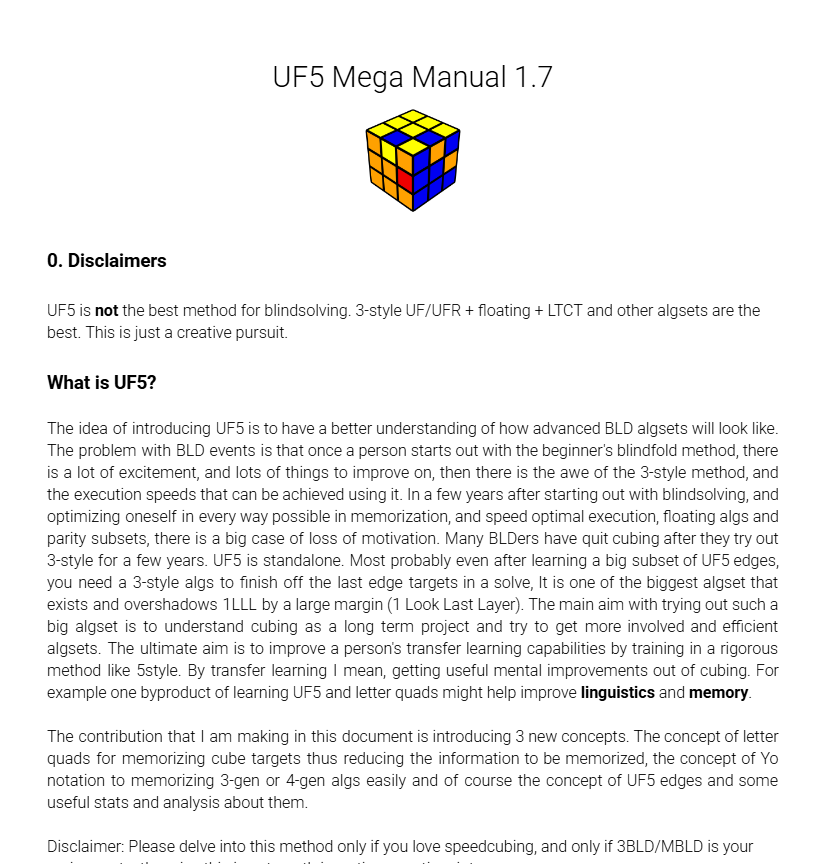 UF5 Mega Manual 1.7
0. Disclaimers
UF5 is not the best method for blindsolving. 3-style UF/UFR + floating + LTCT and other algsets are the
best. This is just a creative pursuit.
What is UF5?
The idea of introducing UF5 is to have a better understanding of how advanced BLD algsets will look like.
The problem with BLD events is that once a person starts out with the beginner's blindfold method, there
is a lot of excitement, and lots of things to improve on, then there is the awe of the 3-style method, and
the execution speeds that can be achieved using it. In a few years after starting out with blindsolving, and
optimizing oneself in every way possible in memorization, and speed optimal execution, floating algs and
parity subsets, there is a big case of loss of motivation. Many BLDers have quit cubing after they try out
3-style for a few years. UF5 is standalone. Most probably even after learning a big subset of UF5 edges,
you need a 3-style algs to finish off the last edge targets in a solve, It is one of the biggest algset that
exists and overshadows 1LLL by a large margin (1 Look Last Layer). The main aim with trying out such a
big algset is to understand cubing as a long term project and try to get more involved and efficient
algsets. The ultimate aim is to improve a person's transfer learning capabilities by training in a rigorous
method like 5style. By transfer learning I mean, getting useful mental improvements out of cubing. For
example one byproduct of learning UF5 and letter quads might help improve linguistics and memory.
The contribution that I am making in this document is introducing 3 new concepts. The concept of letter
quads for memorizing cube targets thus reducing the information to be memorized, the concept of Yo
notation to memorizing 3-gen or 4-gen algs easily and of course the concept of UF5 edges and some
useful stats and analysis about them.
Disclaimer: Please delve into this method only if you love speedcubing, and only if 3BLD/MBLD is your